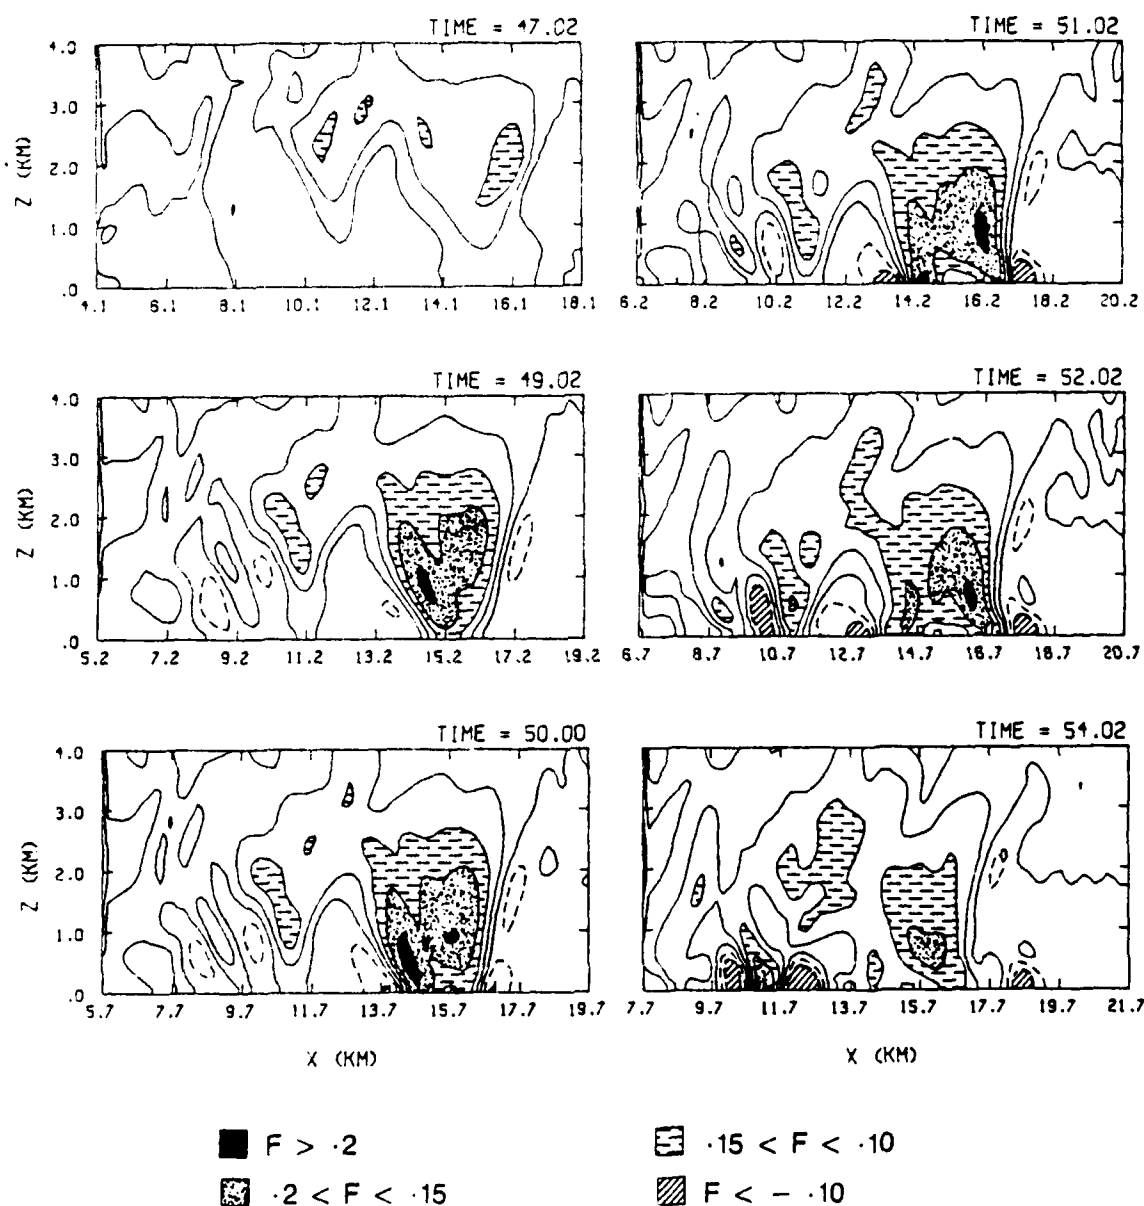 TIME = 47.02
4.0
3.0
2.0
1.0
.0
Z (KM)
4.1 6.1 8.1 10.1 12.1 14.1 16.1 18.1
TIME = 51.02
6.2 8.2 10.2 12.2 14.2 16.2 18.2 20.2
TIME = 49.02
4.0
3.0
2.0
1.0
.0
Z (KM)
5.2 7.2 9.2 11.2 13.2 15.2 17.2 19.2
TIME = 52.02
6.7 8.7 10.7 12.7 14.7 16.7 18.7 20.7
TIME = 50.00
4.0
3.0
2.0
1.0
.0
Z (KM)
5.7 7.7 9.7 11.7 13.7 15.7 17.7 19.7
X (KM)
TIME = 54.02
7.7 9.7 11.7 13.7 15.7 17.7 19.7 21.7
X (KM)
F > .2
.15 < F < .10
.2 < F < .15
F < - .10